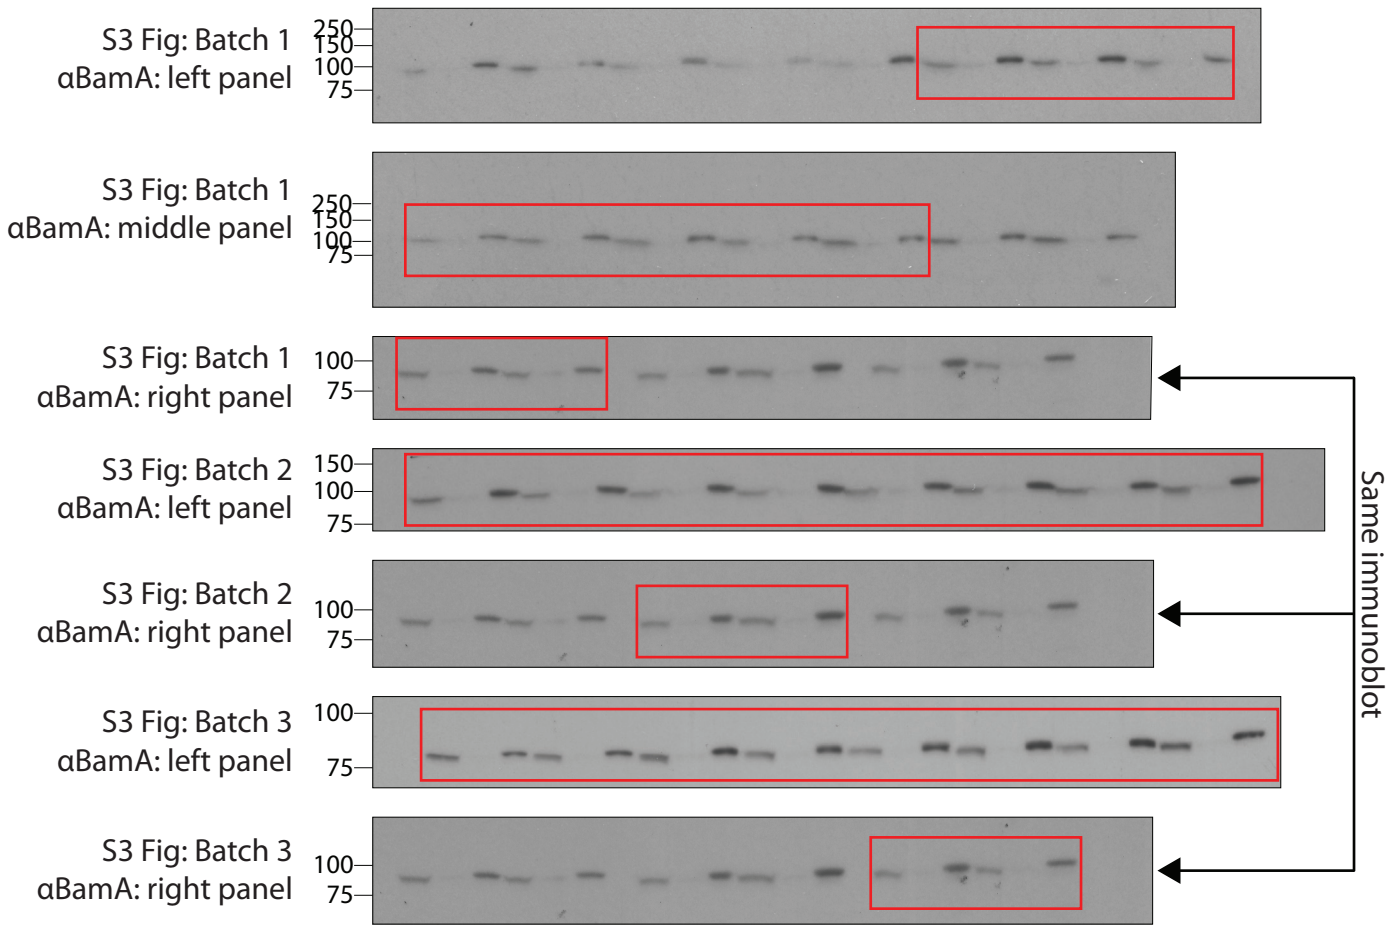 S3 Fig: Batch 1
αBamA: left panel
250
150
100
75
S3 Fig: Batch 1
αBamA: middle panel
250
150
100
75
S3 Fig: Batch 1
αBamA: right panel
100
75
S3 Fig: Batch 2
αBamA: left panel
150
100
75
S3 Fig: Batch 2
αBamA: right panel
100
75
S3 Fig: Batch 3
αBamA: left panel
100
75
S3 Fig: Batch 3
αBamA: right panel
100
75
Same immunoblot